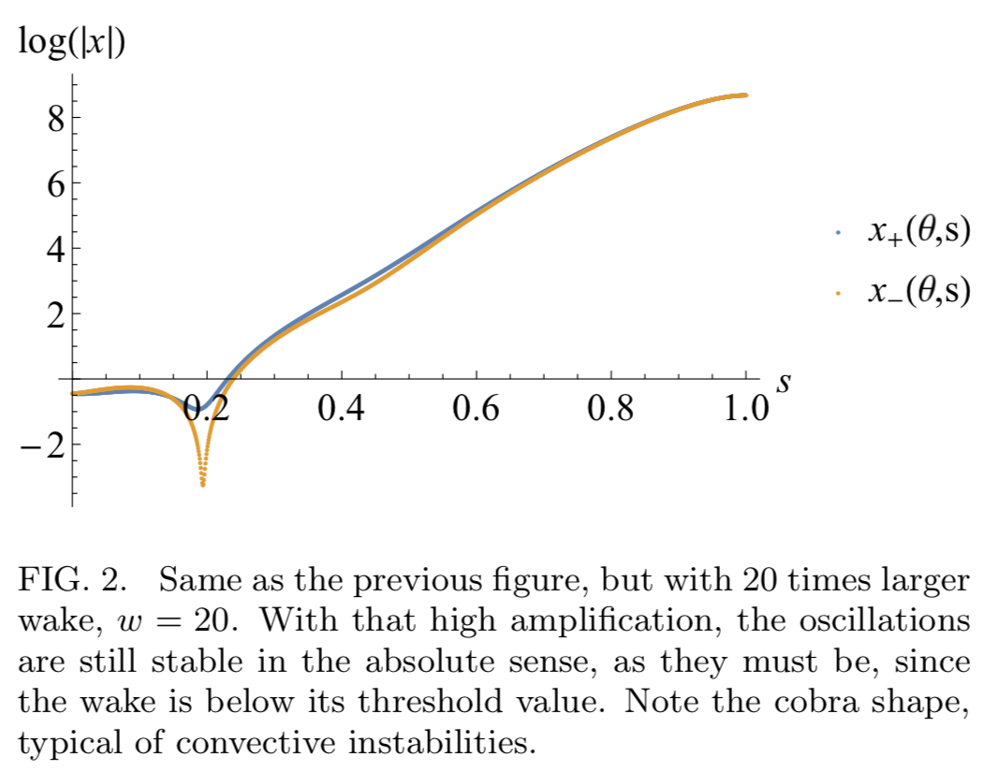 log(|x|)
8
6
4
2
−2
0.2 0.4 0.6 0.8 1.0 s
x₊(θ,s)
x₋(θ,s)
FIG. 2. Same as the previous figure, but with 20 times larger
wake, w = 20. With that high amplification, the oscillations
are still stable in the absolute sense, as they must be, since
the wake is below its threshold value. Note the cobra shape,
typical of convective instabilities.